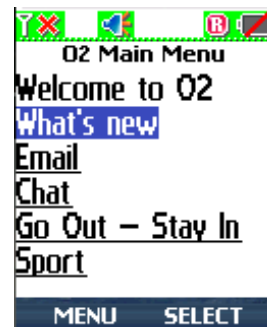 R
O2 Main Menu
Welcome to O2
What's new
Email
Chat
Go Out – Stay In
Sport
MENU SELECT